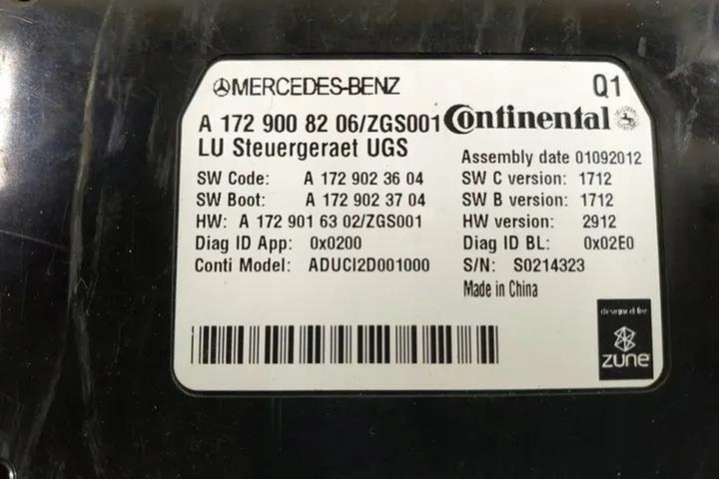 MERCEDES-BENZ
Q1
A 172 900 82 06/ZGS001
Continental
LU Steuergeraet UGS
Assembly date 01092012
SW Code: A 172 902 36 04
SW C version: 1712
SW Boot: A 172 902 37 04
SW B version: 1712
HW: A 172 901 63 02/ZGS001
HW version: 2912
Diag ID App: 0x0200
Diag ID BL: 0x02E0
Conti Model: ADUCI2D001000
S/N: S0214323
Made in China
designed for
zune